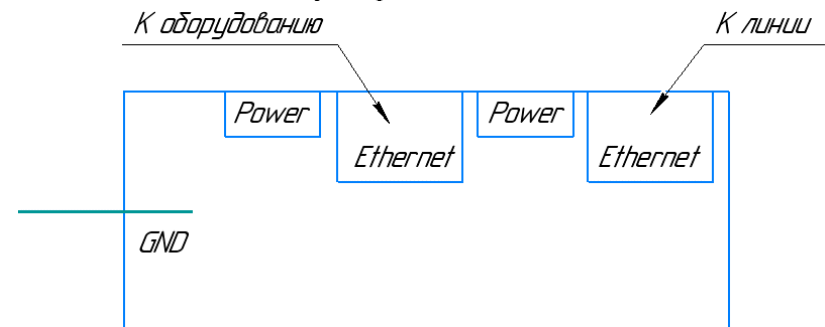 К оборудованию
К линии
Power
Ethernet
Power
Ethernet
GND